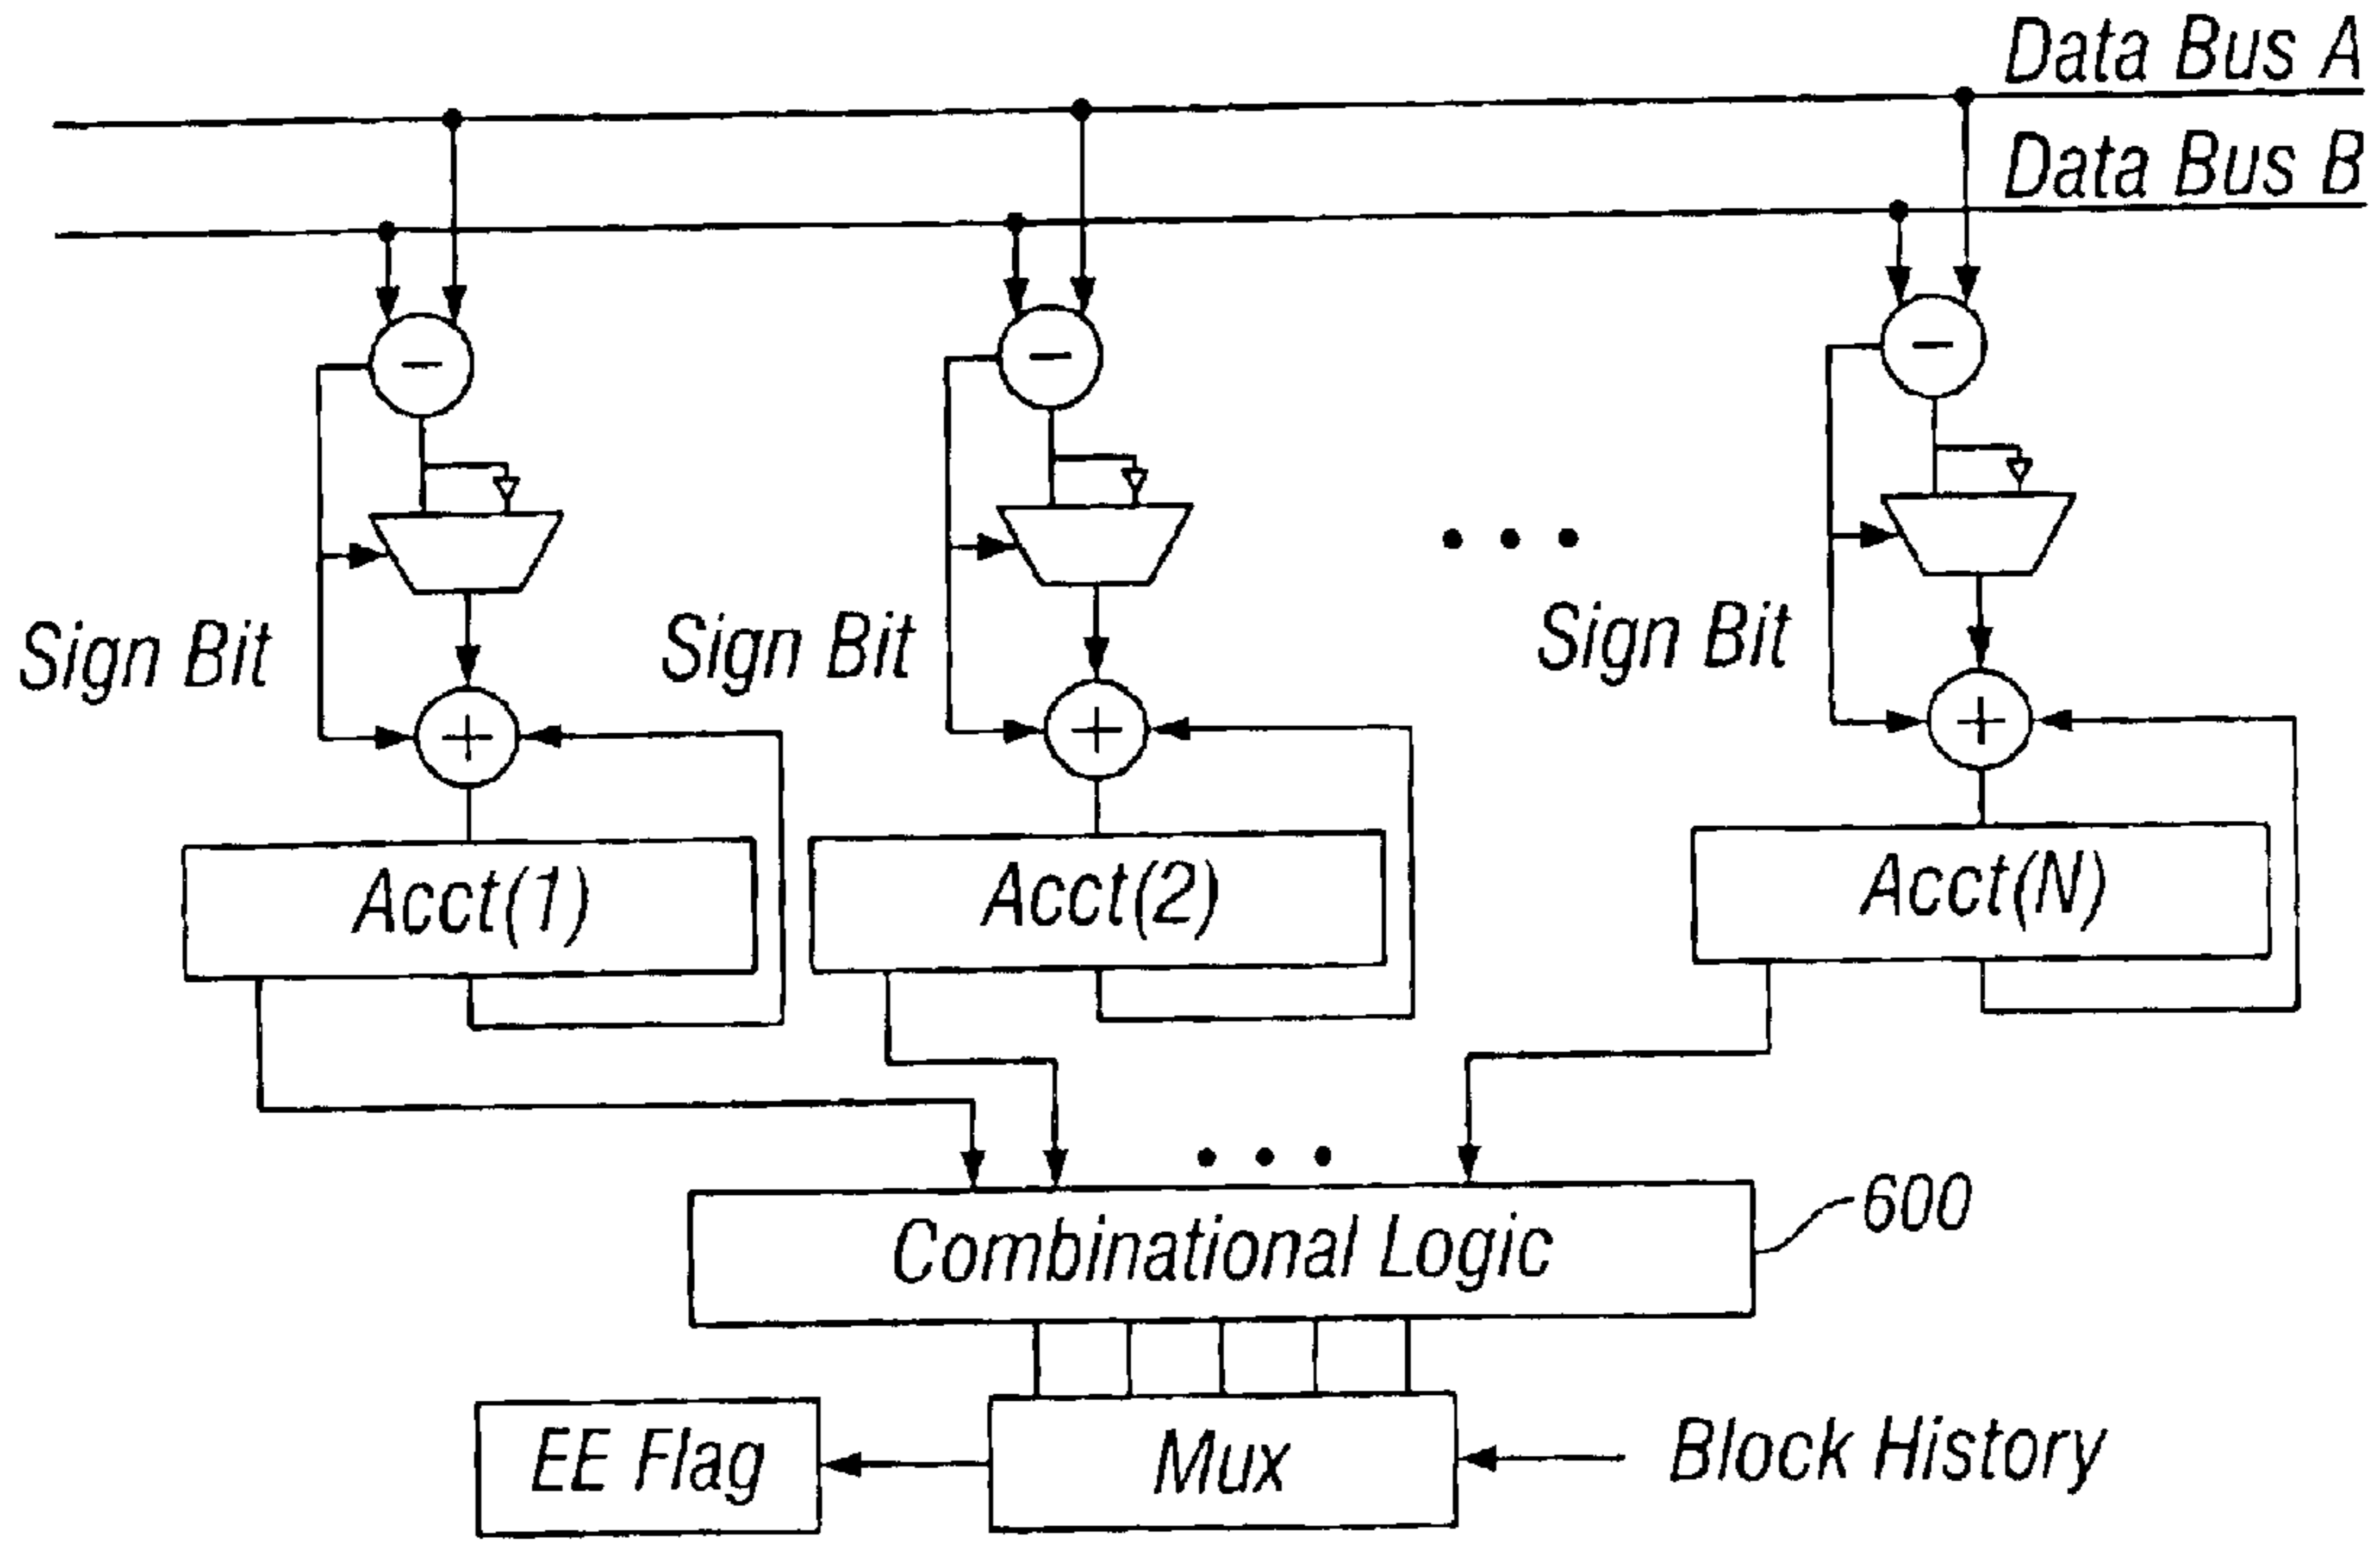 Data Bus A
Data Bus B
Sign Bit
Sign Bit
Sign Bit
Acct(1)
Acct(2)
Acct(N)
Combinational Logic
600
EE Flag
Mux
Block History